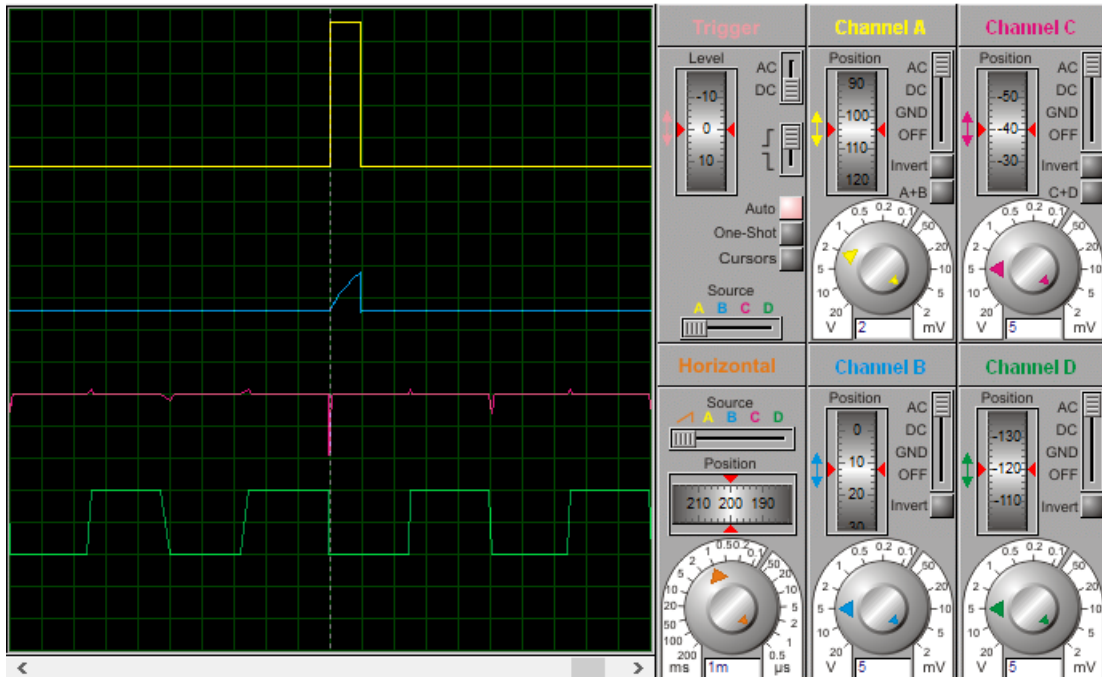 Trigger
Level
-10
0
10
AC
DC
Auto
One-Shot
Cursors
Source
A B C D
Channel A
Position
90
100
110
120
AC
DC
GND
OFF
Invert
A+B
20 10 5 2 1 0.5 0.2 0.1 50 20 10 5 2
V 2 mV
Channel C
Position
-50
-40
-30
AC
DC
GND
OFF
Invert
C+D
20 10 5 2 1 0.5 0.2 0.1 50 20 10 5 2
V 5 mV
Horizontal
Source
A B C D
Position
210 200 190
200 100 50 20 10 5 2 1 0.5 0.2 50 20 10 5 2 1 0.5
ms 1m µs
Channel B
Position
0
10
20
30
AC
DC
GND
OFF
Invert
20 10 5 2 1 0.5 0.2 0.1 50 20 10 5 2
V 5 mV
Channel D
Position
-130
-120
-110
AC
DC
GND
OFF
Invert
20 10 5 2 1 0.5 0.2 0.1 50 20 10 5 2
V 5 mV